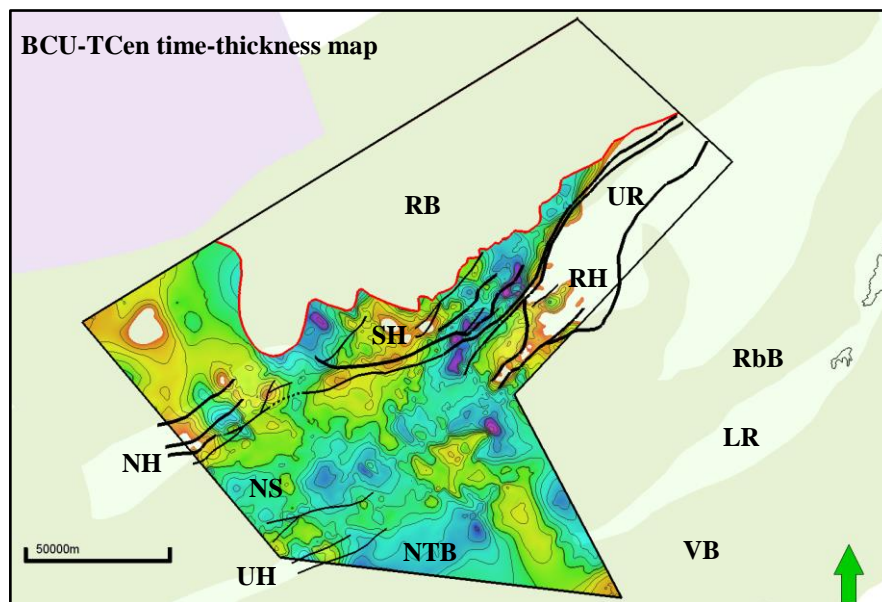 BCU-TCen time-thickness map
UR
RB
RH
SH
RbB
LR
NH
NS
50000m
NTB
VB
UH